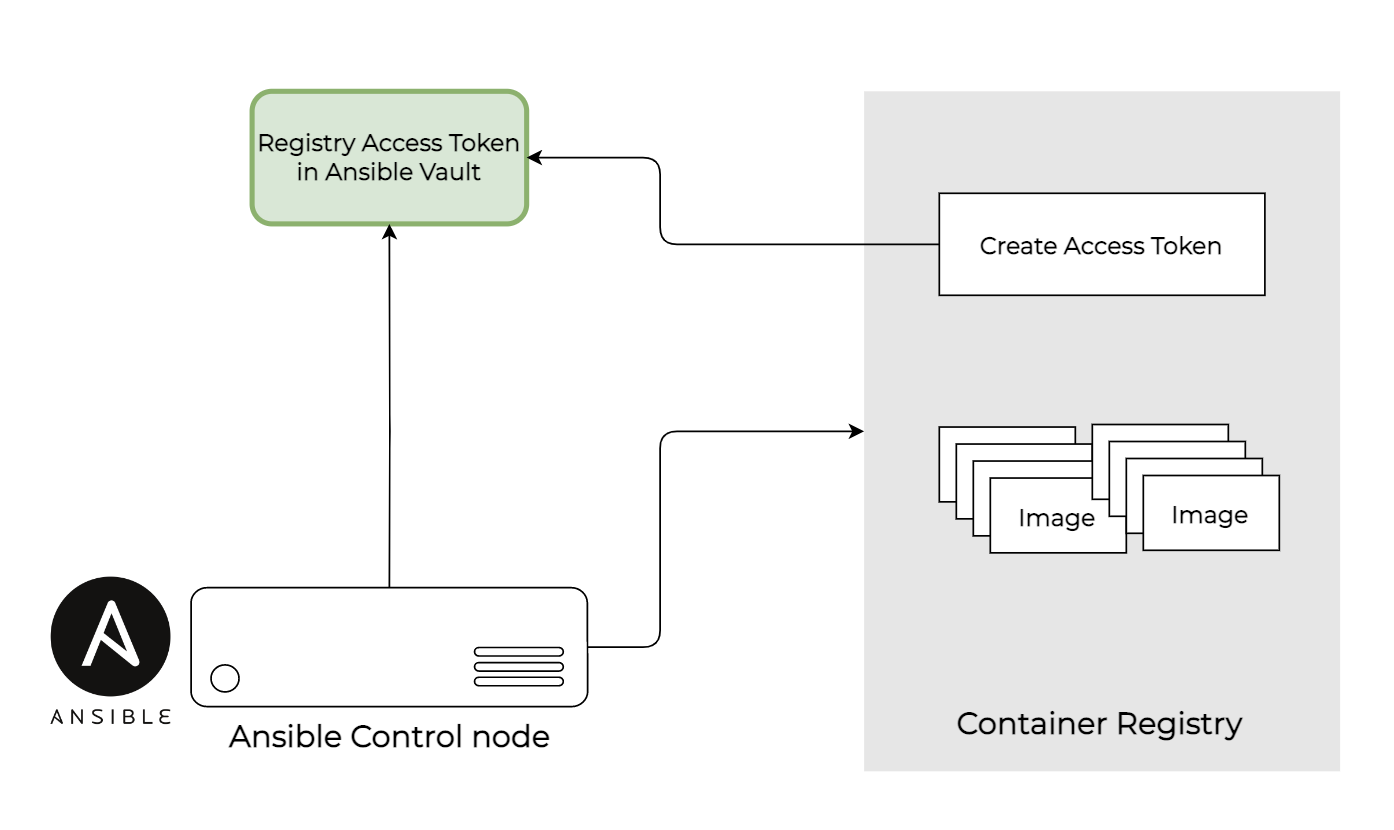 Registry Access Token
in Ansible Vault
Create Access Token
Image
Image
ANSIBLE
Ansible Control node
Container Registry